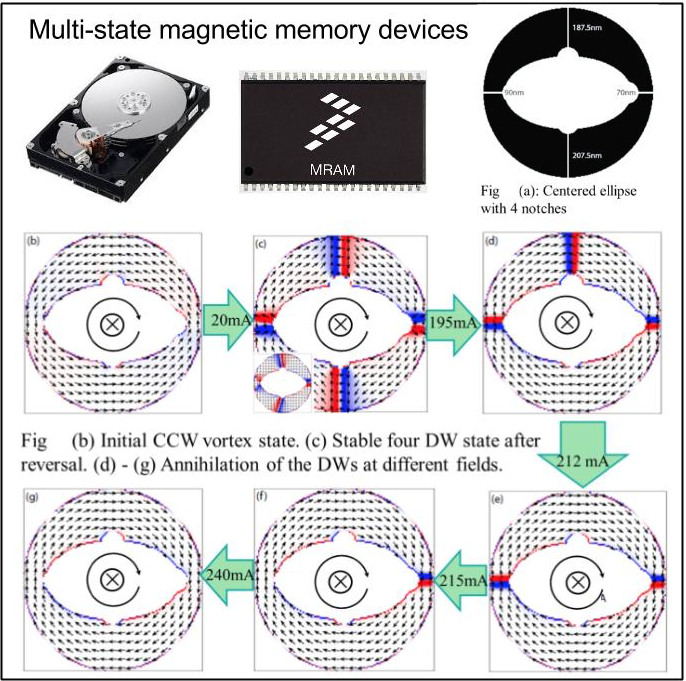 Multi-state magnetic memory devices
187.5nm
90nm
70nm
207.5nm
MRAM
Fig (a): Centered ellipse
with 4 notches
(b)
(c)
(d)
20mA
195mA
Fig (b) Initial CCW vortex state. (c) Stable four DW state after
reversal. (d) - (g) Annihilation of the DWs at different fields.
212 mA
(g)
(f)
(e)
240mA
215mA